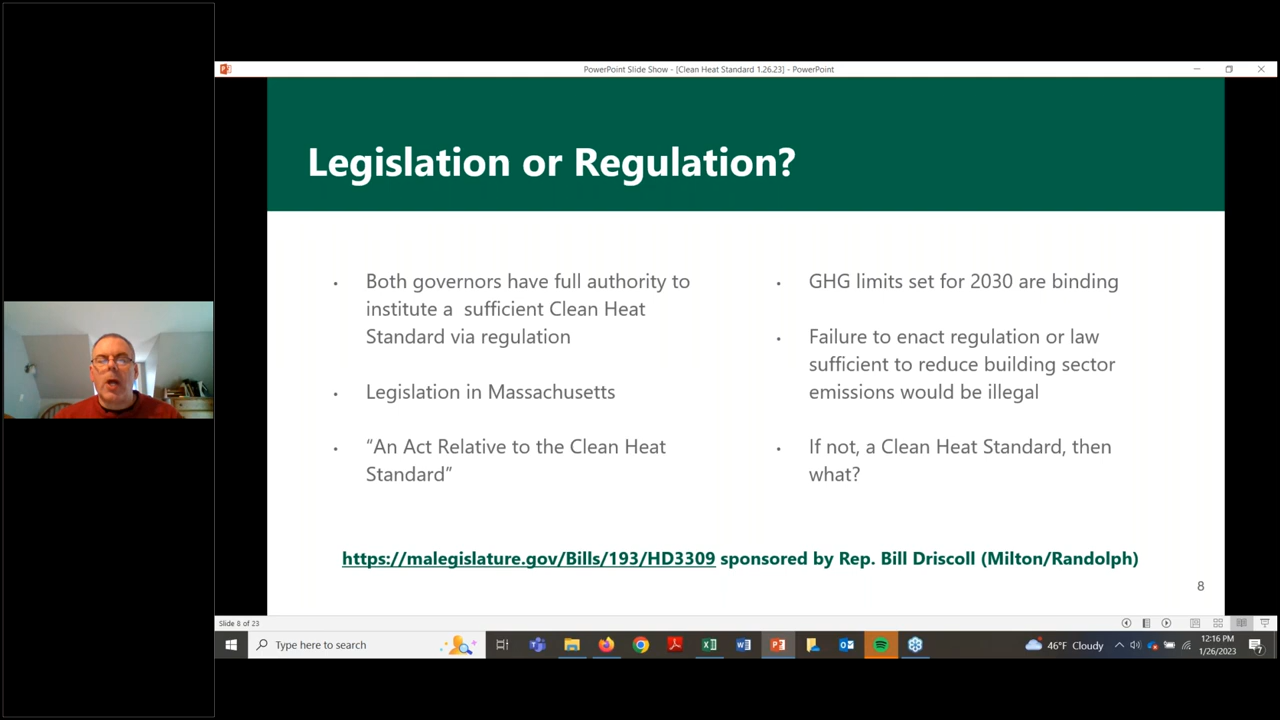 PowerPoint Slide Show - [Clean Heat Standard 1.26.23] - PowerPoint
Legislation or Regulation?
• Both governors have full authority to
institute a sufficient Clean Heat
Standard via regulation
• Legislation in Massachusetts
• “An Act Relative to the Clean Heat
Standard”
• GHG limits set for 2030 are binding
• Failure to enact regulation or law
sufficient to reduce building sector
emissions would be illegal
• If not, a Clean Heat Standard, then
what?
https://malegislature.gov/Bills/193/HD3309 sponsored by Rep. Bill Driscoll (Milton/Randolph)
8
Slide 8 of 23
Type here to search
46°F Cloudy
12:16 PM
1/26/2023
7